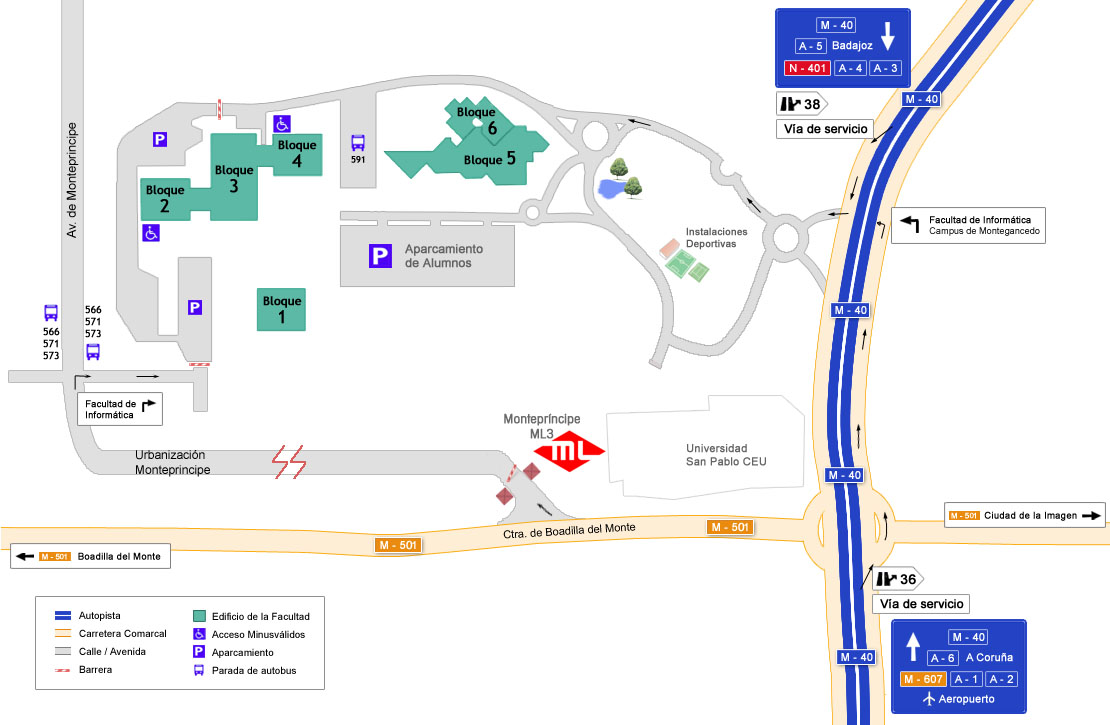 M - 40
A - 5 Badajoz
N - 401 A - 4 A - 3
38
Vía de servicio
M - 40
Av. de Monteprincipe
P
Bloque
4
Bloque
3
Bloque
2
591
Bloque
6
Bloque 5
Facultad de Informática
Campus de Montegancedo
Instalaciones
Deportivas
P
Aparcamiento
de Alumnos
P
Bloque
1
566
571
573
566
571
573
M - 40
Facultad de
Informática
Montepríncipe
ML3
mL
Universidad
San Pablo CEU
Urbanización
Monteprincipe
M - 40
M - 501 Ciudad de la Imagen
Ctra. de Boadilla del Monte
M - 501
M - 501
M - 501 Boadilla del Monte
36
Vía de servicio
M - 40
A - 6 A Coruña
M - 607 A - 1 A - 2
Aeropuerto
M - 40
Autopista
Carretera Comarcal
Calle / Avenida
Barrera
Edificio de la Facultad
Acceso Minusválidos
P Aparcamiento
Parada de autobus